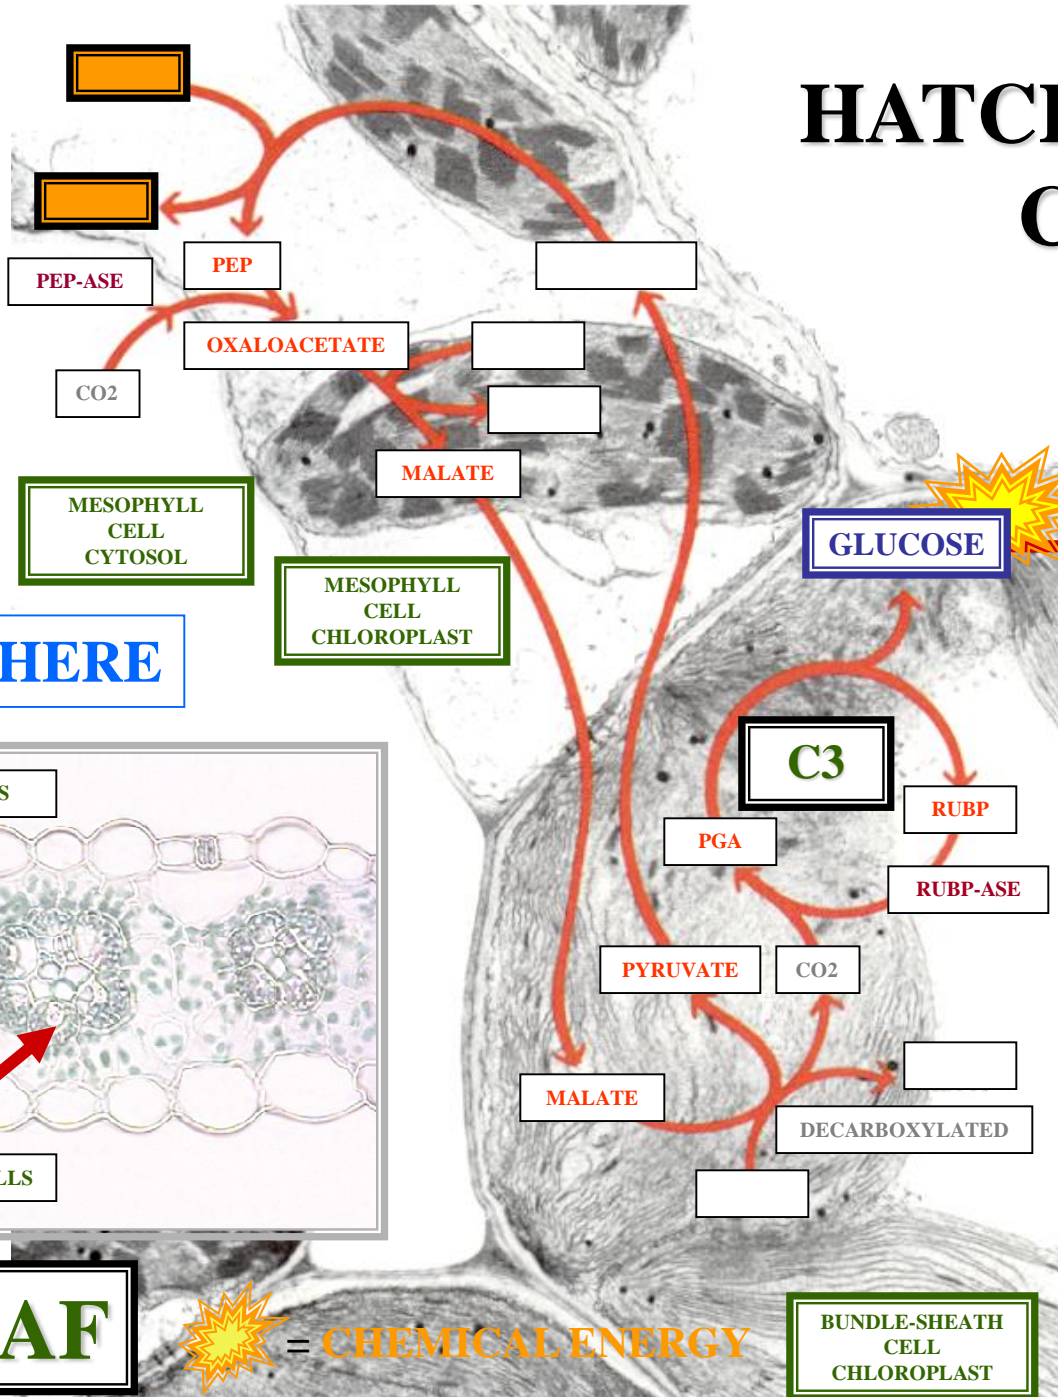 HATCH
C
PEP-ASE
PEP
OXALOACETATE
CO2
MALATE
MESOPHYLL
CELL
CYTOSOL
MESOPHYLL
CELL
CHLOROPLAST
GLUCOSE
HERE
C3
S
RUBP
PGA
RUBP-ASE
PYRUVATE
CO2
MALATE
DECARBOXYLATED
LLS
AF
= CHEMICAL ENERGY
BUNDLE-SHEATH
CELL
CHLOROPLAST